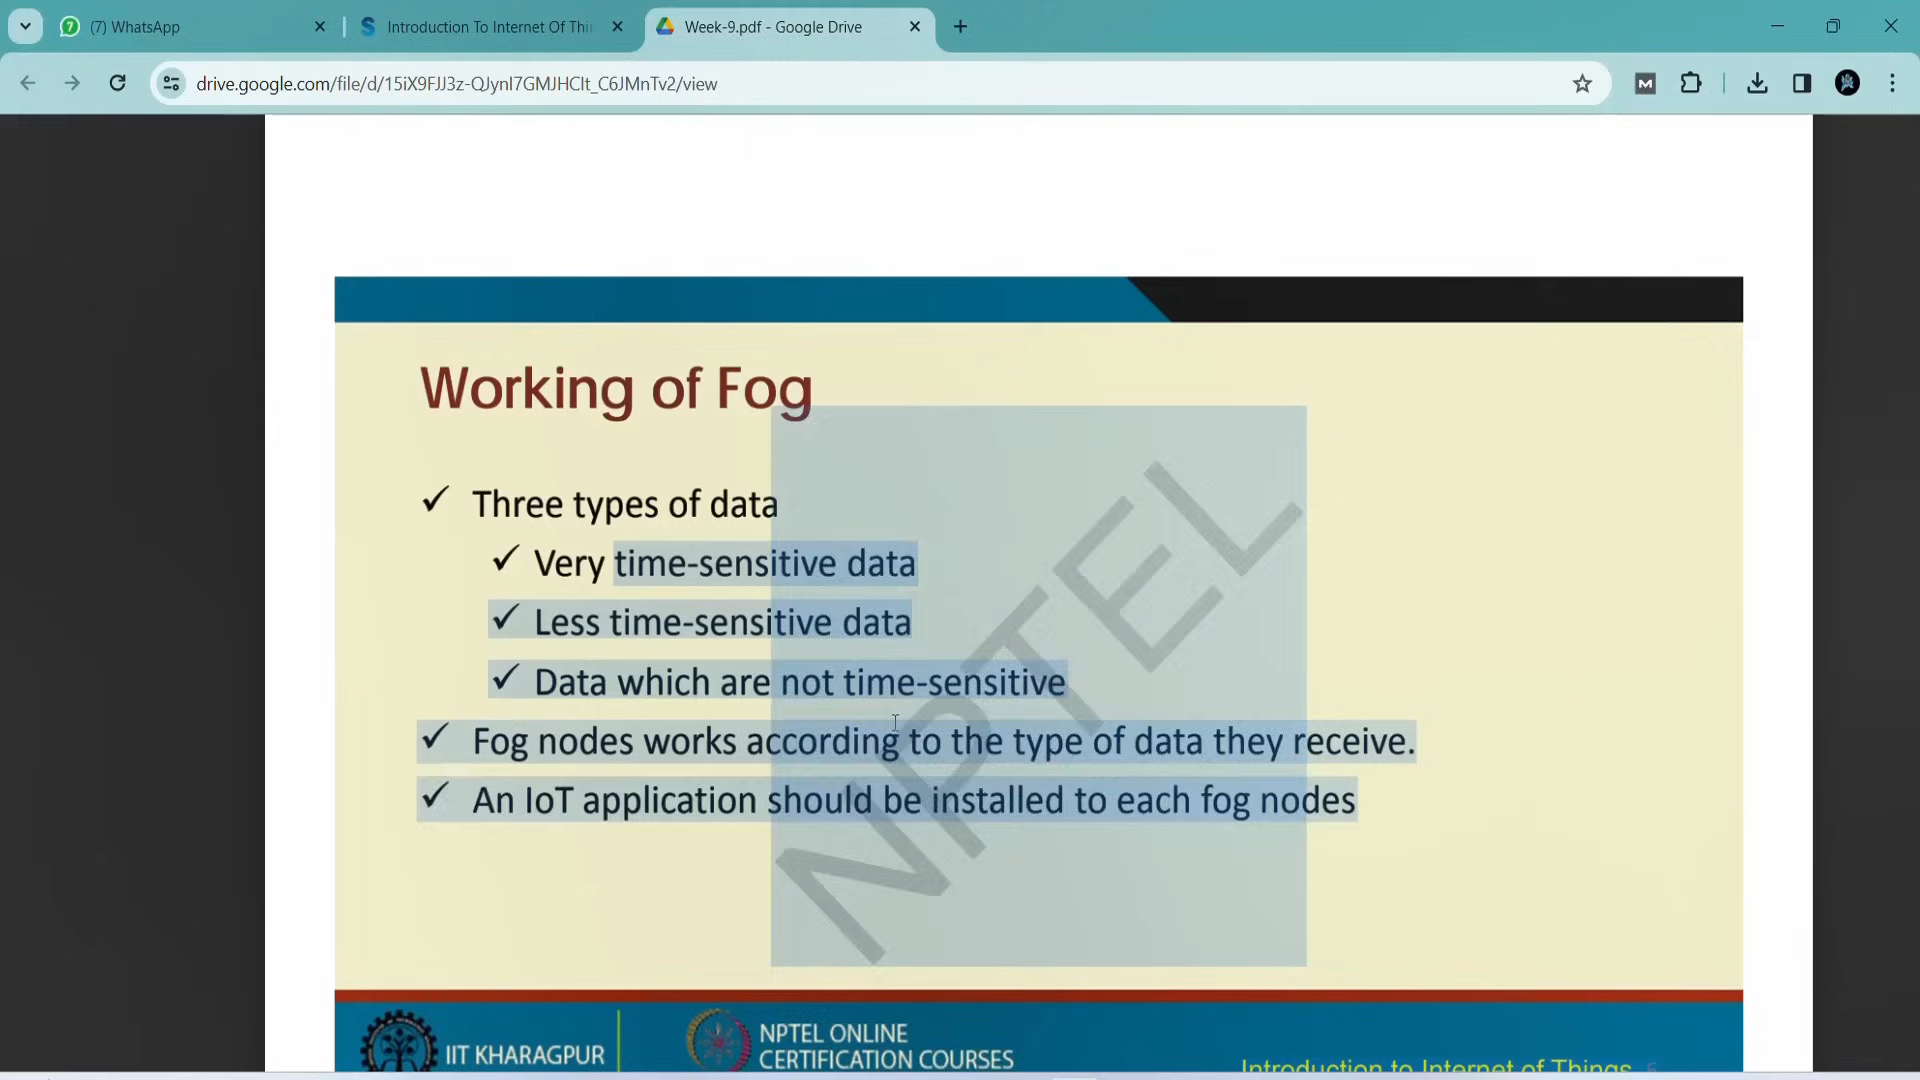 (7) WhatsApp
Introduction To Internet Of Thi
Week-9.pdf - Google Drive
drive.google.com/file/d/15iX9FJJ3z-QJynI7GMJHCIt_C6JMnTv2/view
Working of Fog
✓ Three types of data
✓ Very time-sensitive data
✓ Less time-sensitive data
✓ Data which are not time-sensitive
✓ Fog nodes works according to the type of data they receive.
✓ An IoT application should be installed to each fog nodes
NPTEL
IIT KHARAGPUR
NPTEL ONLINE
CERTIFICATION COURSES
Introduction to Internet of Things